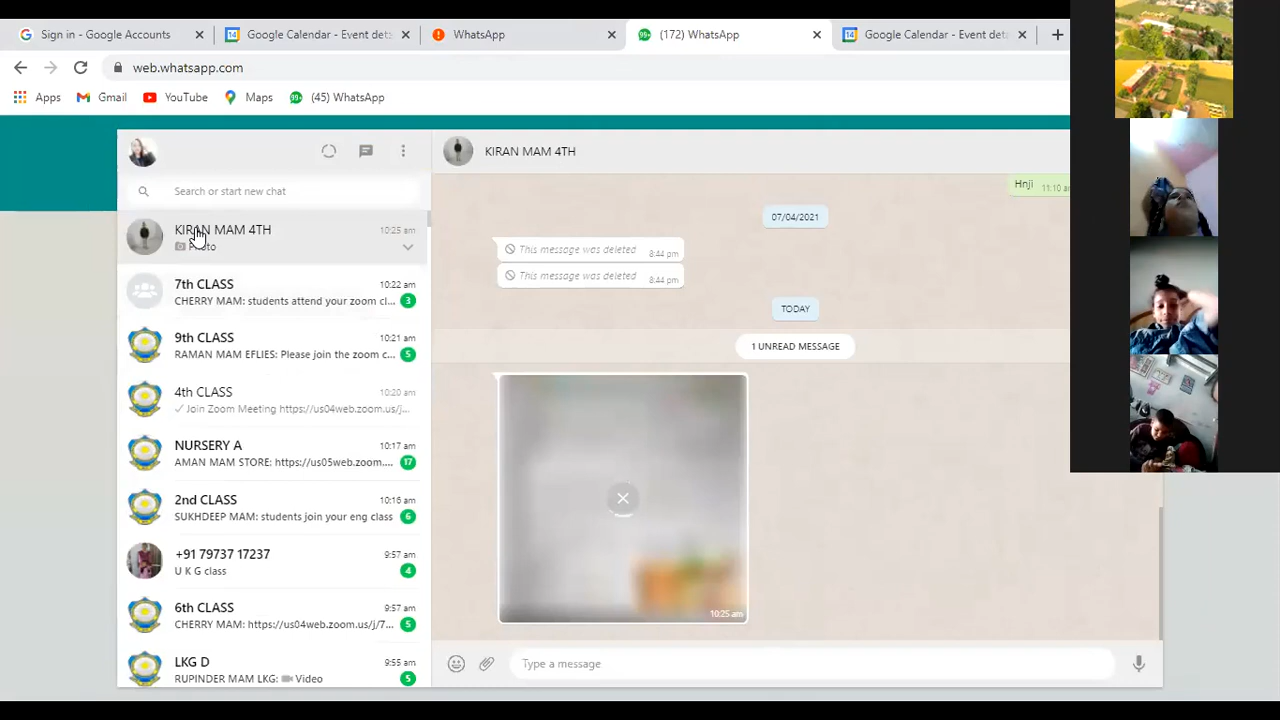 Sign in - Google Accounts
Google Calendar - Event deta
WhatsApp
(172) WhatsApp
Google Calendar - Event deta
web.whatsapp.com
Apps
Gmail
YouTube
Maps
(45) WhatsApp
Search or start new chat
KIRAN MAM 4TH 10:25 am
Photo
7th CLASS 10:22 am
CHERRY MAM: students attend your zoom cl... 3
9th CLASS 10:21 am
RAMAN MAM EFLIES: Please join the zoom c... 5
4th CLASS 10:20 am
Join Zoom Meeting https://us04web.zoom.us/j...
NURSERY A 10:17 am
AMAN MAM STORE: https://us05web.zoom.... 17
2nd CLASS 10:16 am
SUKHDEEP MAM: students join your eng class 6
+91 79737 17237 9:57 am
U K G class 4
6th CLASS 9:57 am
CHERRY MAM: https://us04web.zoom.us/j/7... 5
LKG D 9:55 am
RUPINDER MAM LKG: Video 5
KIRAN MAM 4TH
Hnji 11:10 a
07/04/2021
This message was deleted 8:44 pm
This message was deleted 8:44 pm
TODAY
1 UNREAD MESSAGE
10:25 am
Type a message